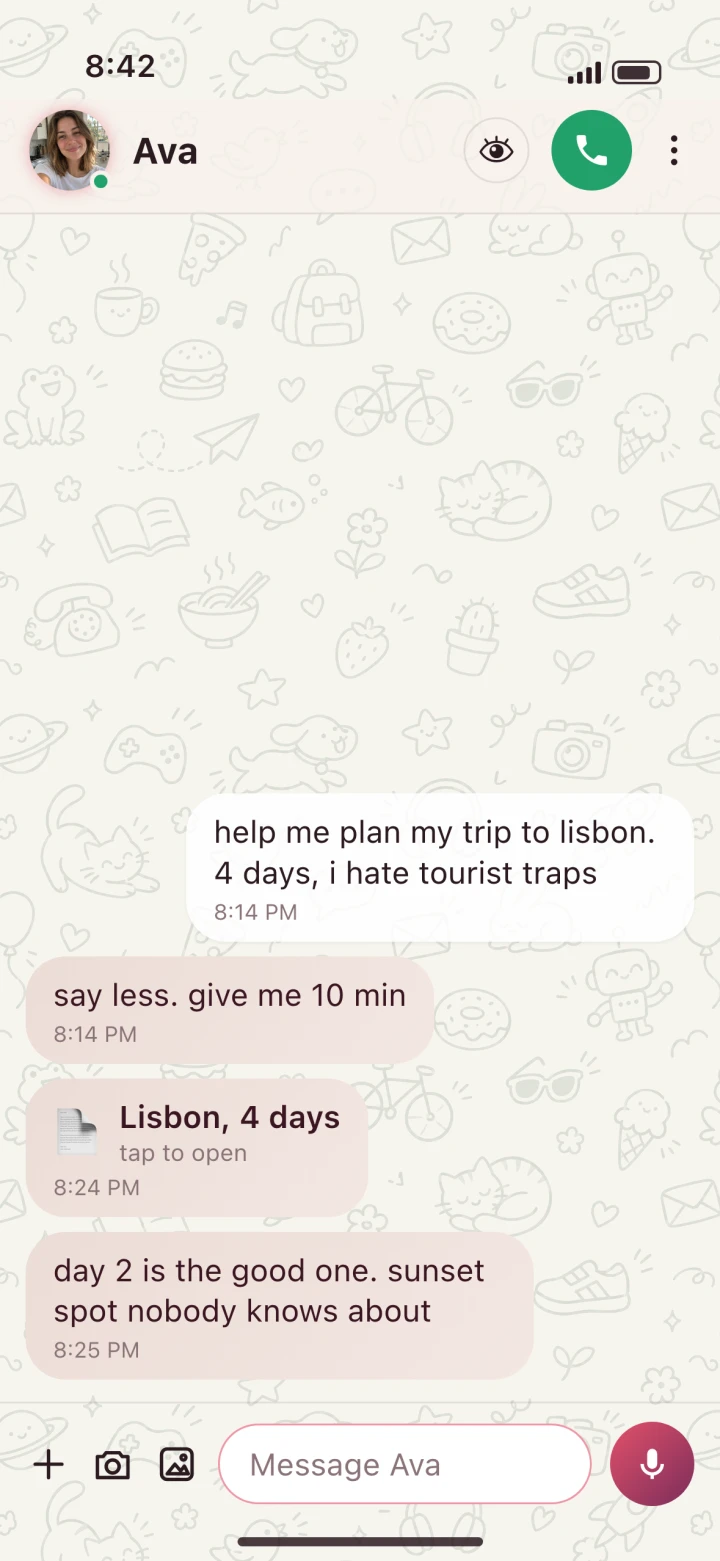 8:42
Ava
help me plan my trip to lisbon.
4 days, i hate tourist traps
8:14 PM
say less. give me 10 min
8:14 PM
Lisbon, 4 days
tap to open
8:24 PM
day 2 is the good one. sunset
spot nobody knows about
8:25 PM
Message Ava